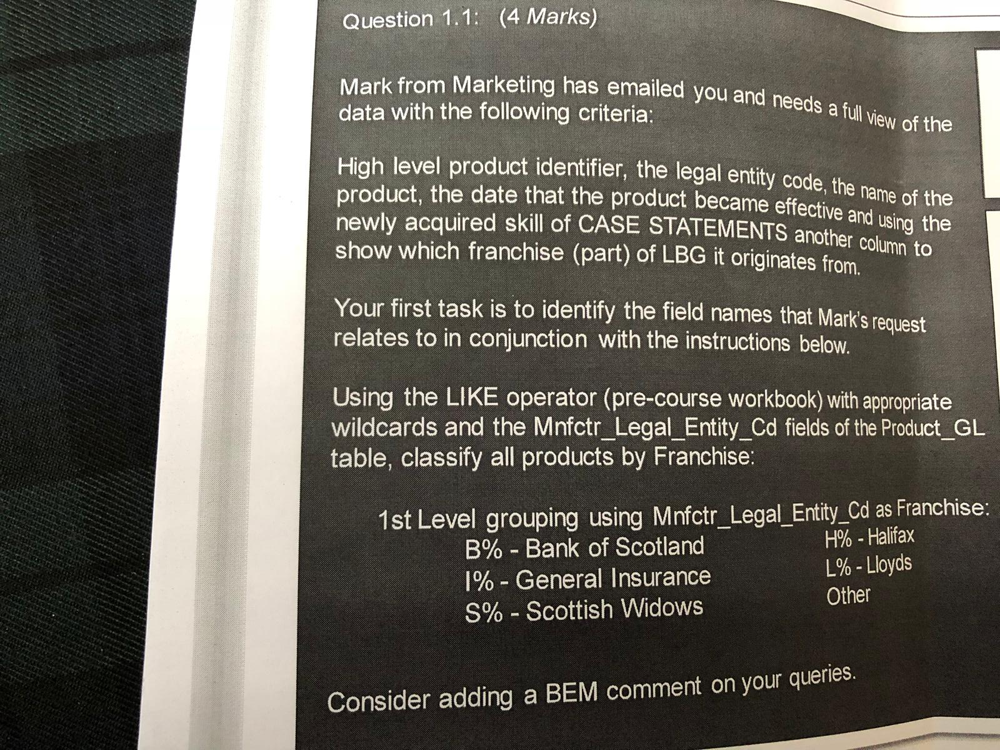 Question 1.1: (4 Marks)
Mark from Marketing has emailed you and needs a full view of the
data with the following criteria:
High level product identifier, the legal entity code, the name of the
product, the date that the product became effective and using the
newly acquired skill of CASE STATEMENTS another column to
show which franchise (part) of LBG it originates from.
Your first task is to identify the field names that Mark's request
relates to in conjunction with the instructions below.
Using the LIKE operator (pre-course workbook) with appropriate
wildcards and the Mnfctr_Legal_Entity_Cd fields of the Product_GL
table, classify all products by Franchise:
1st Level grouping using Mnfctr_Legal_Entity_Cd as Franchise:
B% - Bank of Scotland H% - Halifax
I% - General Insurance L% - Lloyds
S% - Scottish Widows Other
Consider adding a BEM comment on your queries.